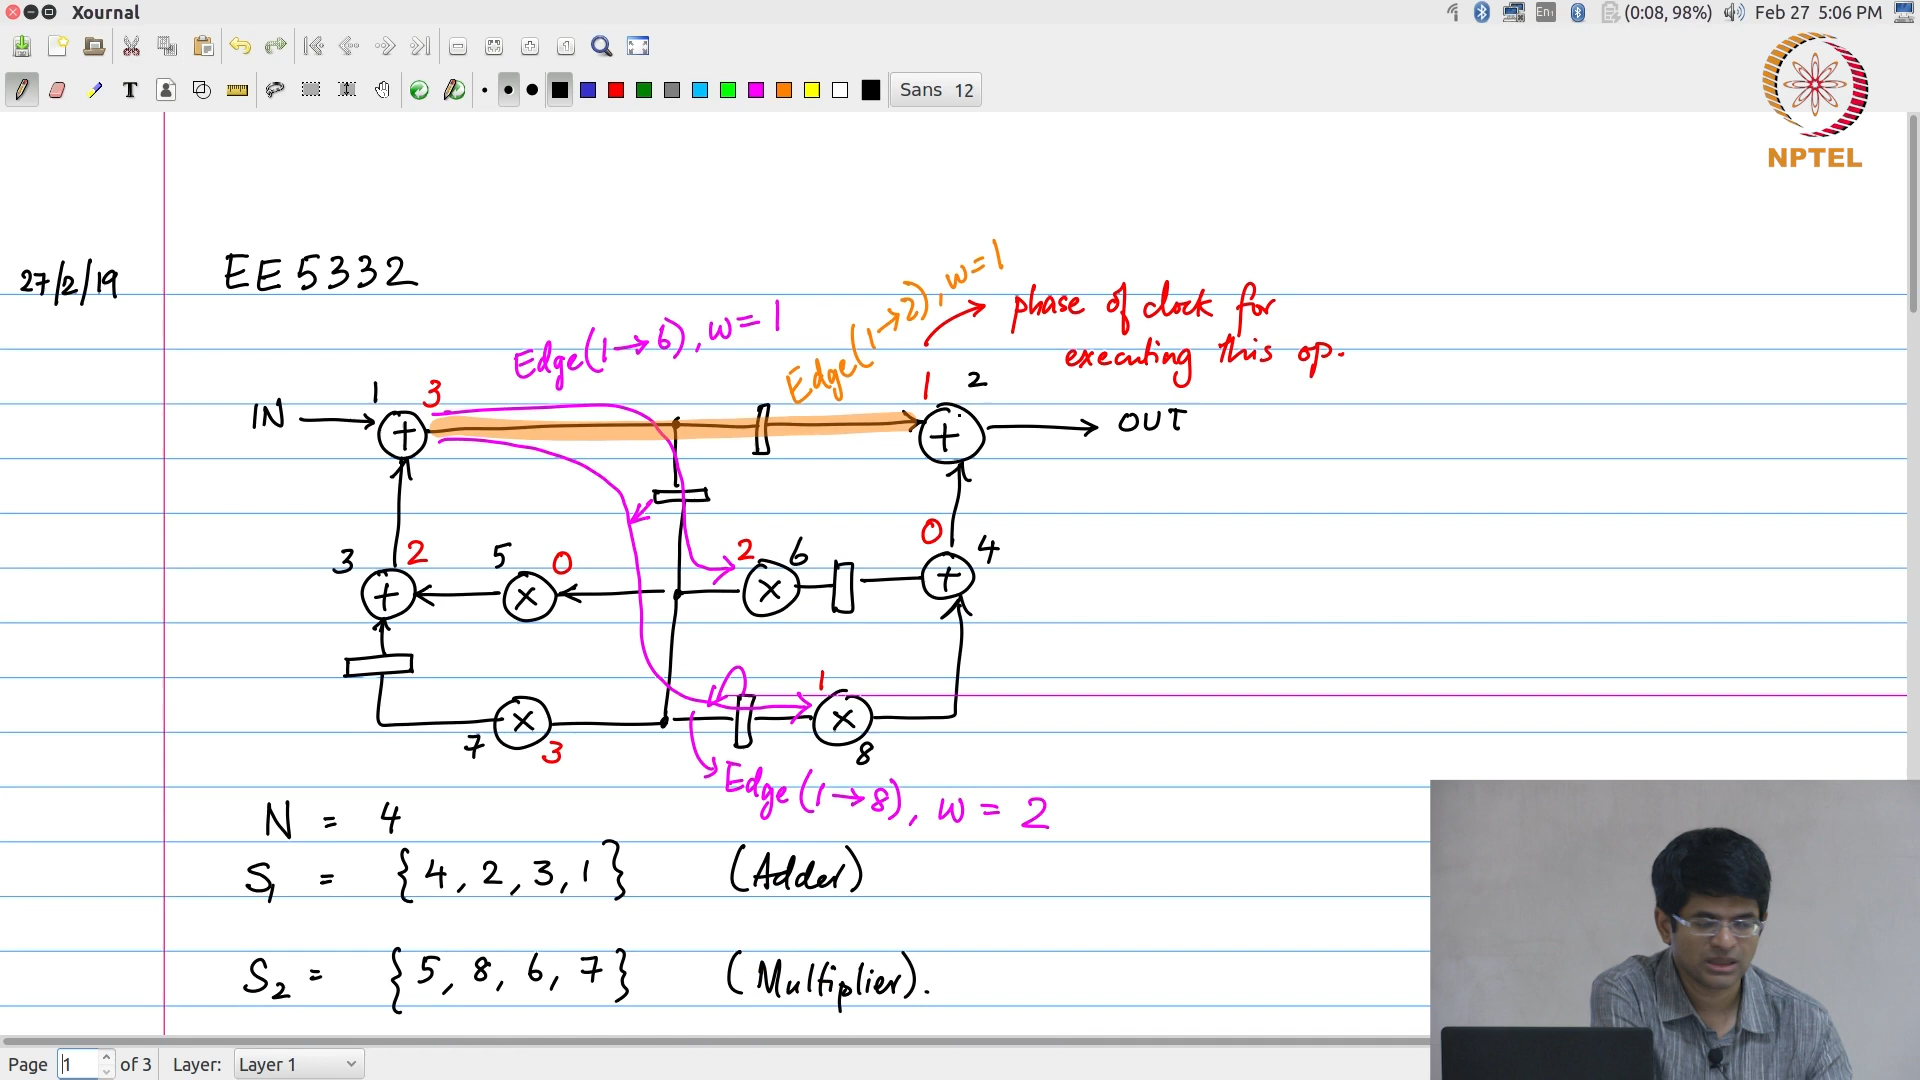 Xournal
En₁
(0:08, 98%)
Feb 27 5:06 PM
T
Sans 12
NPTEL
27/2/19
EE5332
Edge(1→6), w=1
Edge(1→2), w=1
phase of clock for
executing this op.
1 3 1 2
IN + + OUT
3 2 5 0 2 6 0 4
+ × × +
1
× ×
7 3 8
Edge(1→8), w = 2
N = 4
S₁ = {4, 2, 3, 1} (Adder)
S₂ = {5, 8, 6, 7} (Multiplier).
Page 1 of 3 Layer: Layer 1